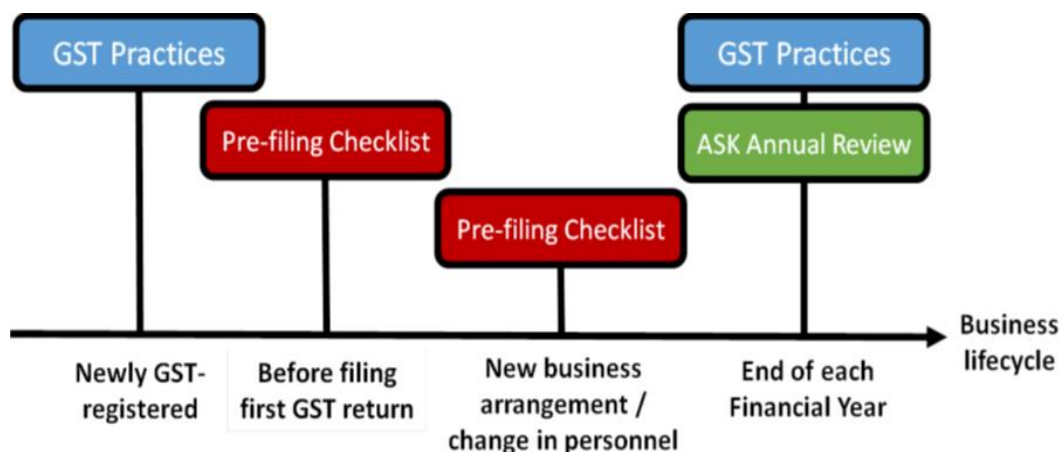 GST Practices
GST Practices
Pre-filing Checklist
ASK Annual Review
Pre-filing Checklist
Business
lifecycle
Newly GST-
registered
Before filing
first GST return
New business
arrangement /
change in personnel
End of each
Financial Year